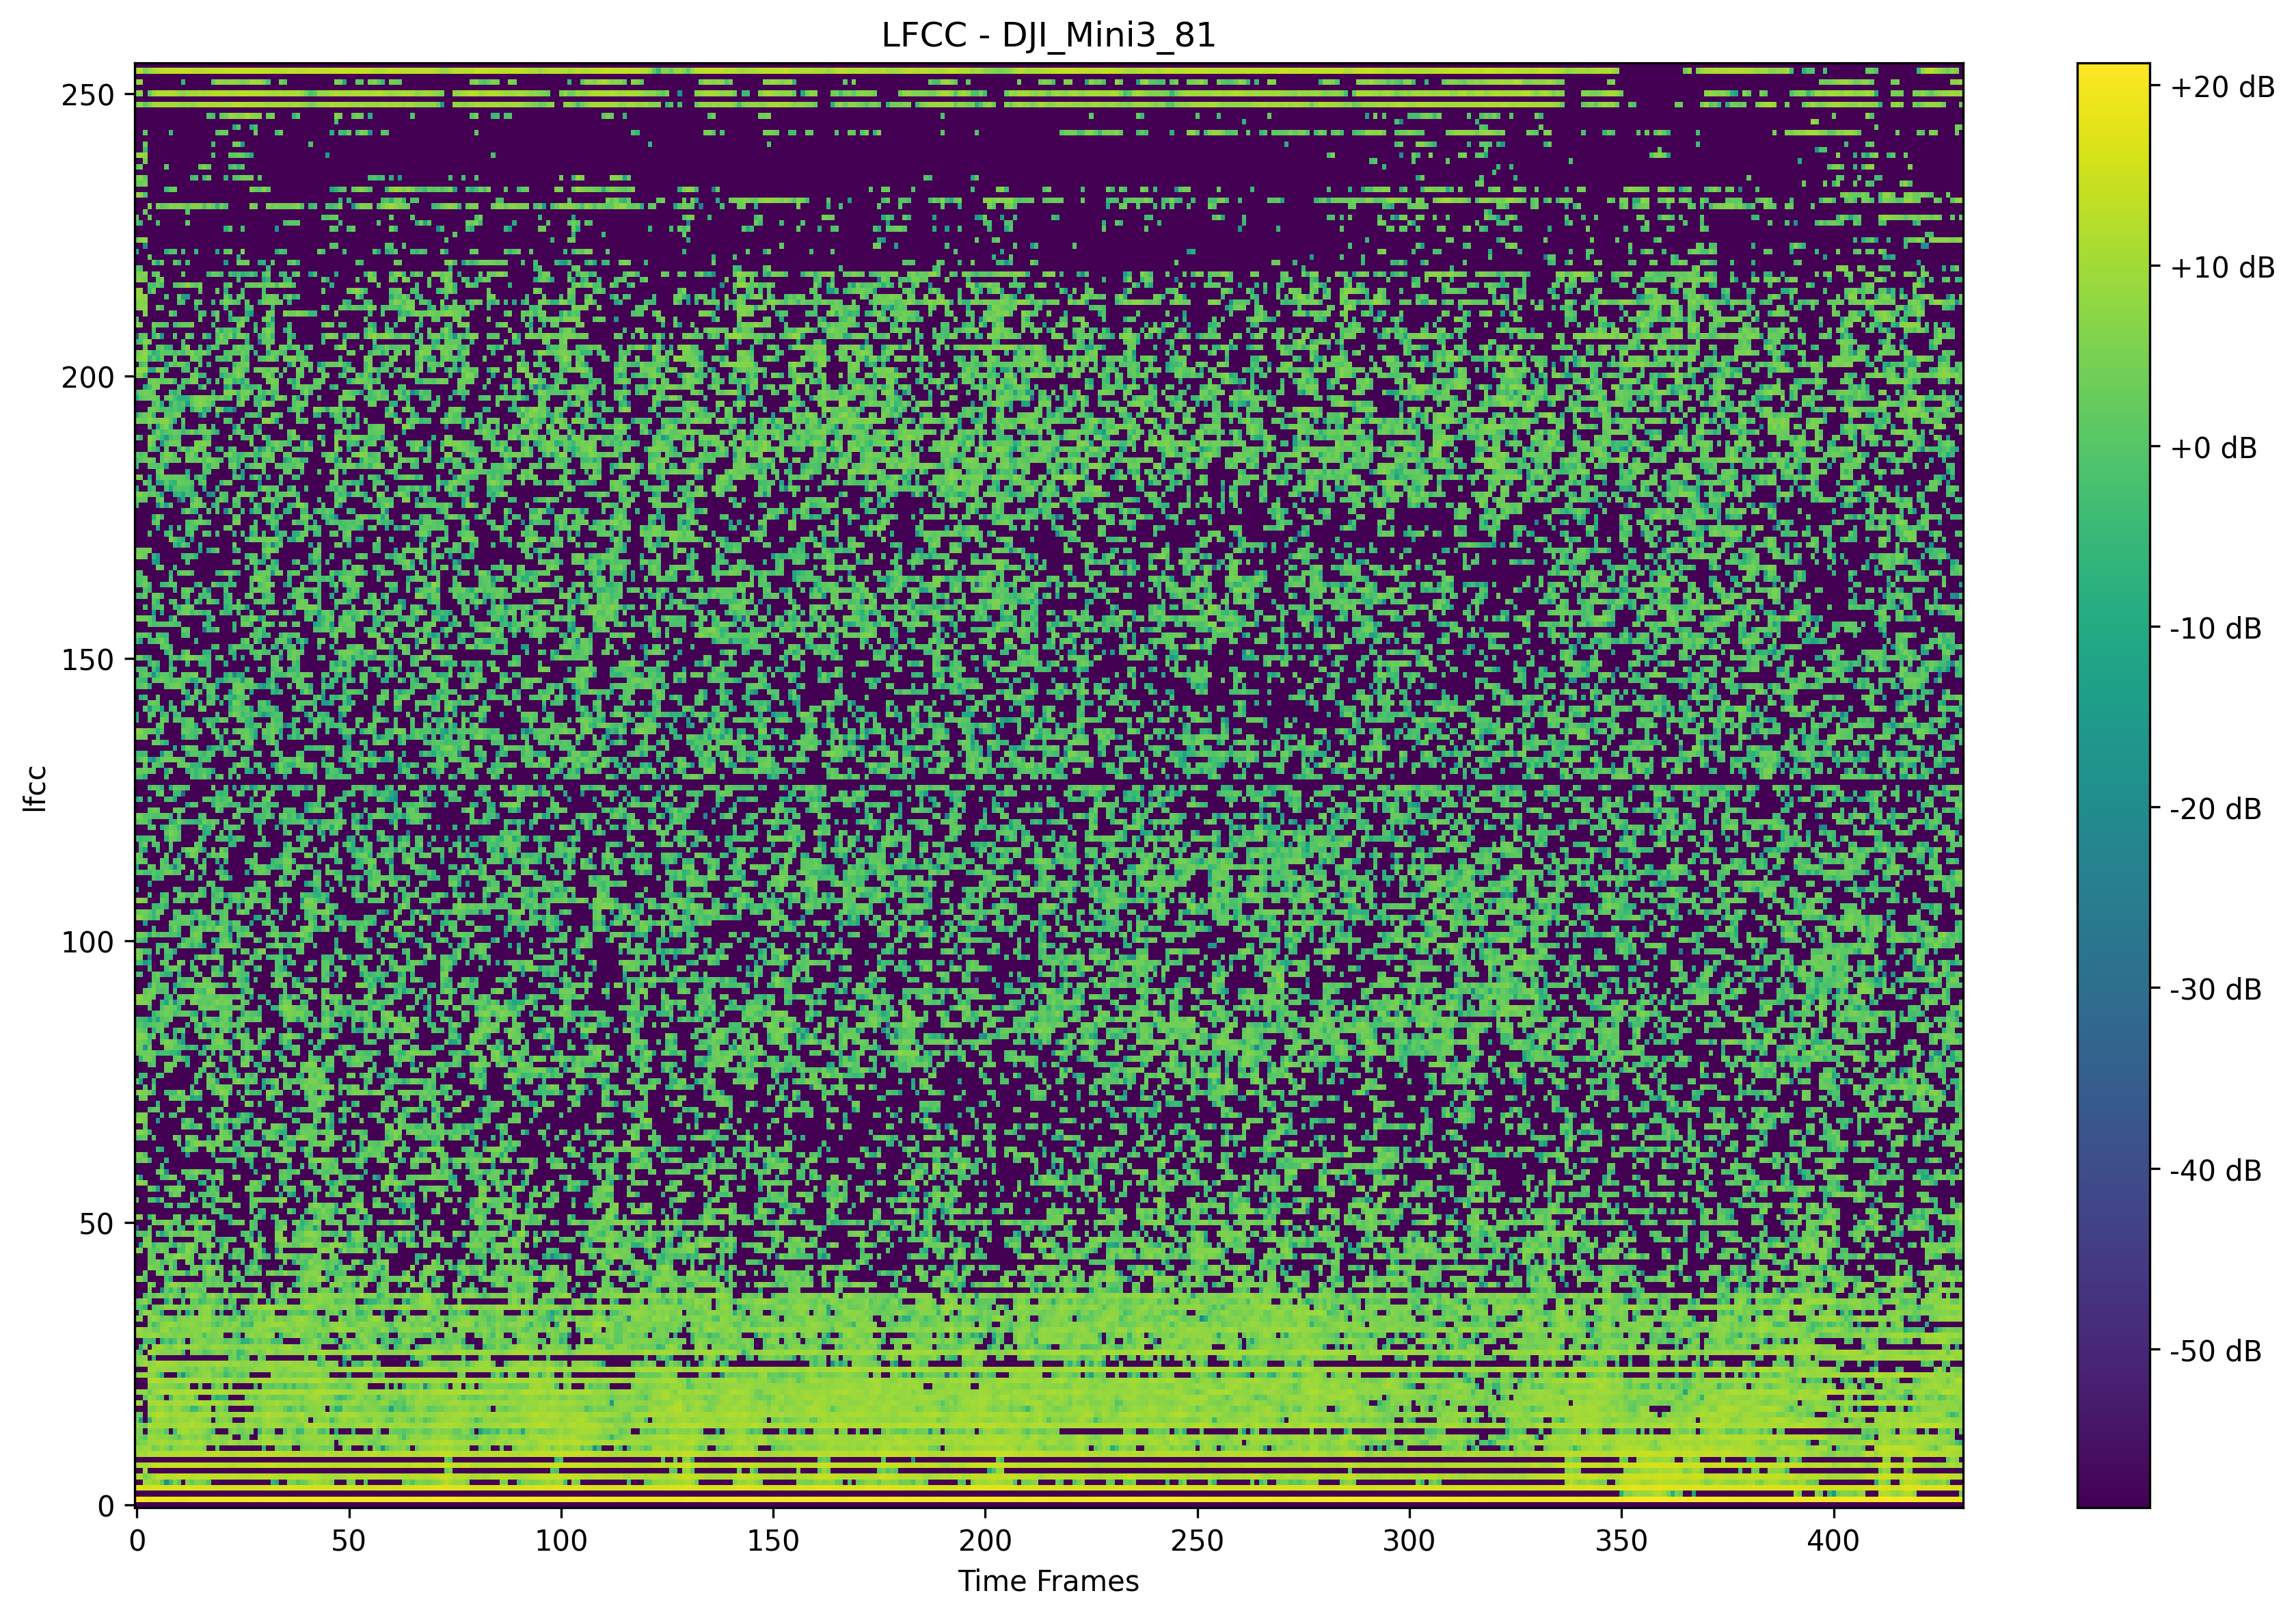 LFCC - DJI_Mini3_81
250
200
150
100
50
0
lfcc
0 50 100 150 200 250 300 350 400
Time Frames
+20 dB
+10 dB
+0 dB
-10 dB
-20 dB
-30 dB
-40 dB
-50 dB